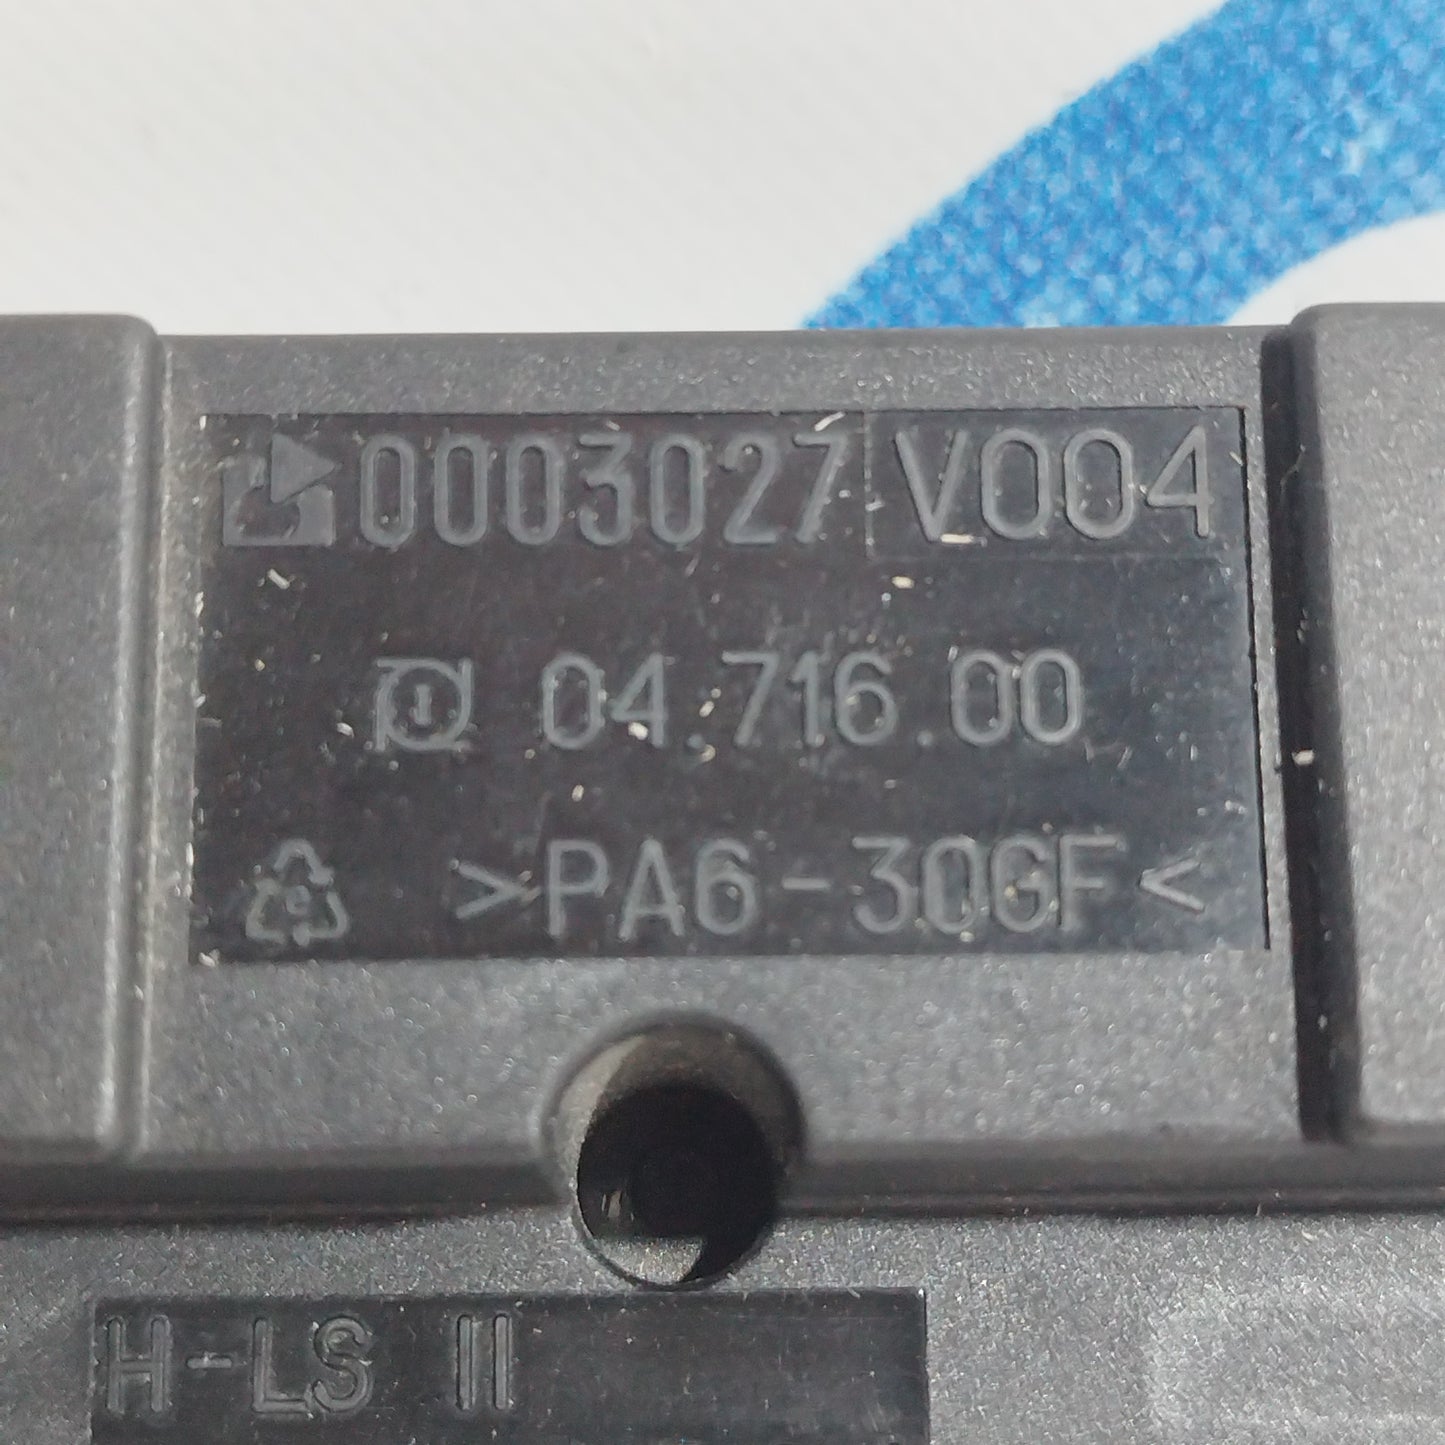 0003027 V004
04.716.00
>PA6-30GF<
H-LS II